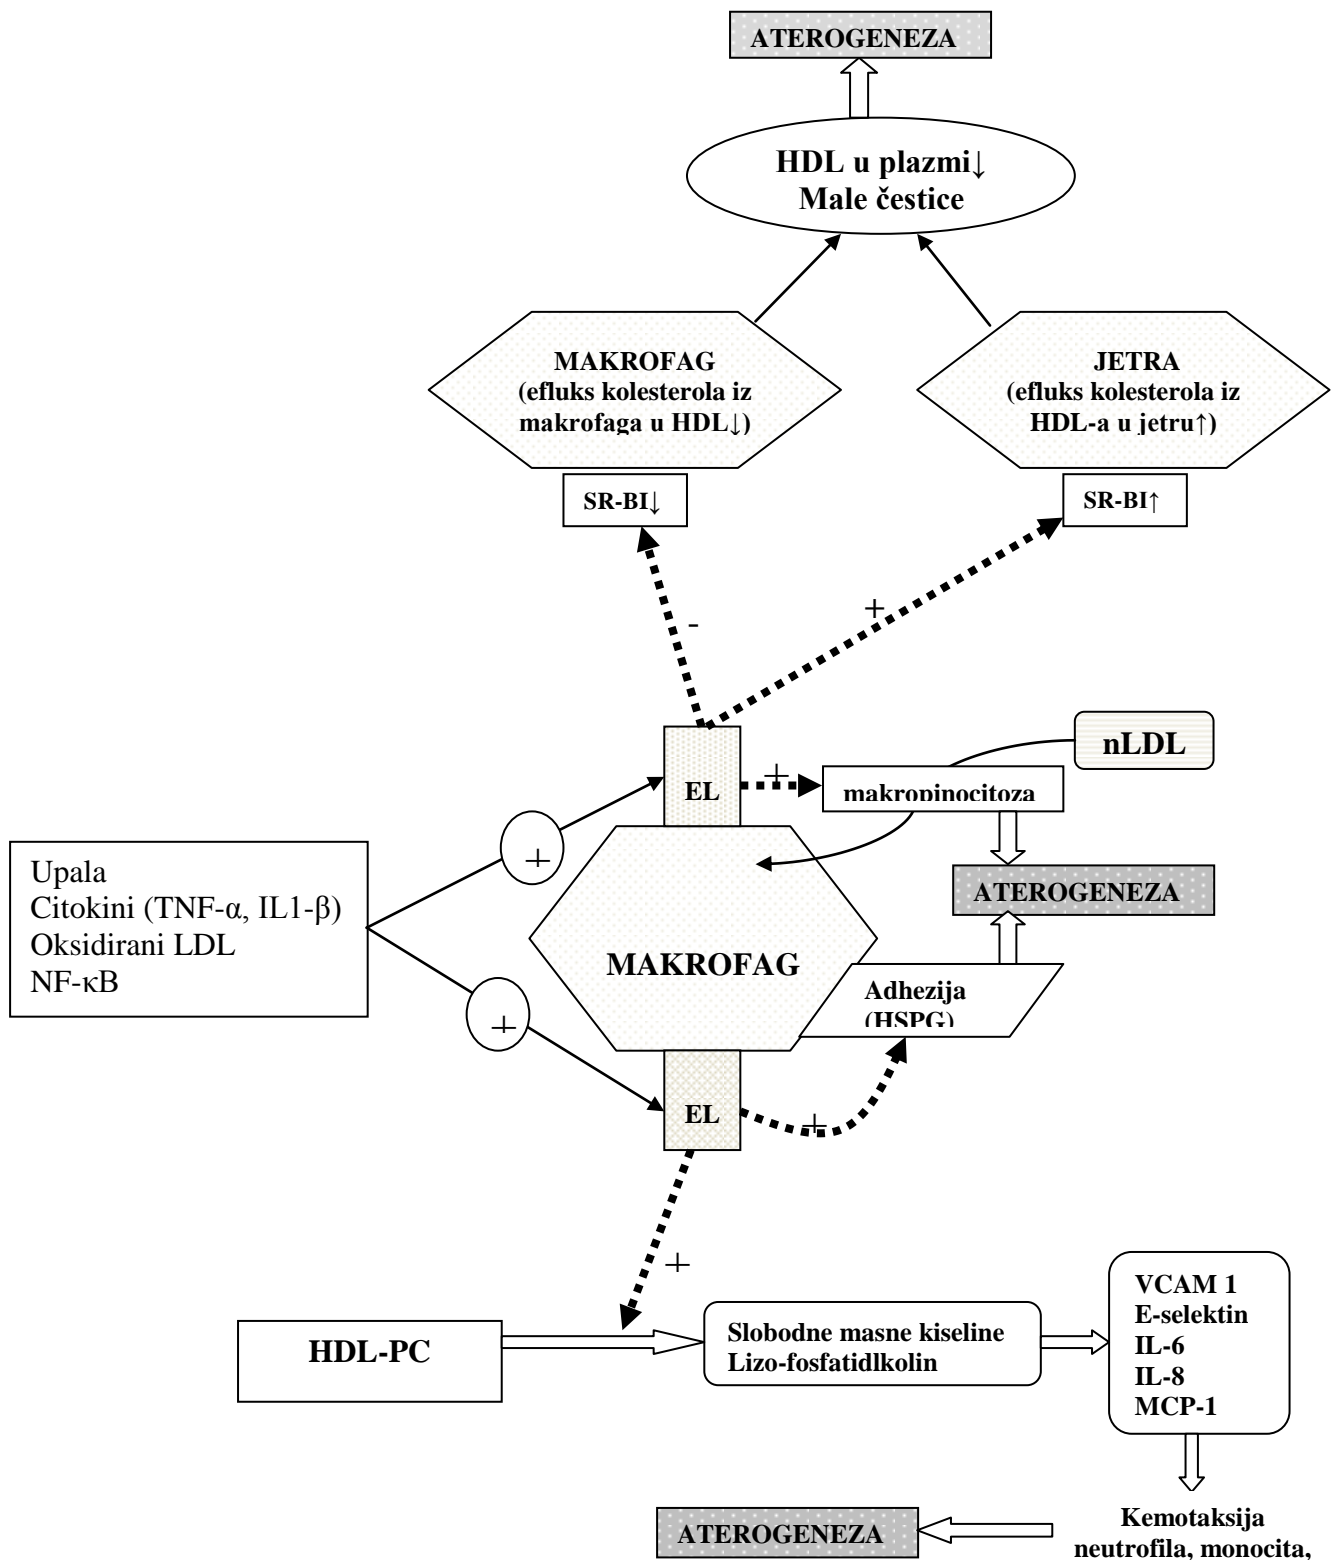 ATEROGENEZA
HDL u plazmi↓
Male čestice
MAKROFAG
(efluks kolesterola iz
makrofaga u HDL↓)
JETRA
(efluks kolesterola iz
HDL-a u jetru↑)
SR-BI↓
SR-BI↑
-
+
nLDL
EL
+
makropinocitoza
+
Upala
Citokini (TNF-α, IL1-β)
Oksidirani LDL
NF-κB
ATEROGENEZA
MAKROFAG
Adhezija
(HSPG)
+
EL
+
+
HDL-PC
Slobodne masne kiseline
Lizo-fosfatidlkolin
VCAM 1
E-selektin
IL-6
IL-8
MCP-1
ATEROGENEZA
Kemotaksija
neutrofila, monocita,